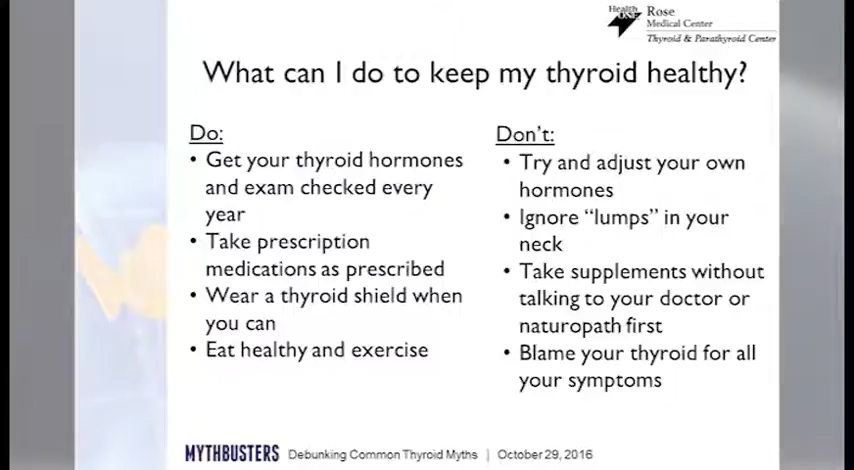 Health ONE
Rose
Medical Center
Thyroid & Parathyroid Center
What can I do to keep my thyroid healthy?
Do:
• Get your thyroid hormones
and exam checked every
year
• Take prescription
medications as prescribed
• Wear a thyroid shield when
you can
• Eat healthy and exercise
Don't:
• Try and adjust your own
hormones
• Ignore “lumps” in your
neck
• Take supplements without
talking to your doctor or
naturopath first
• Blame your thyroid for all
your symptoms
MYTHBUSTERS Debunking Common Thyroid Myths | October 29, 2016